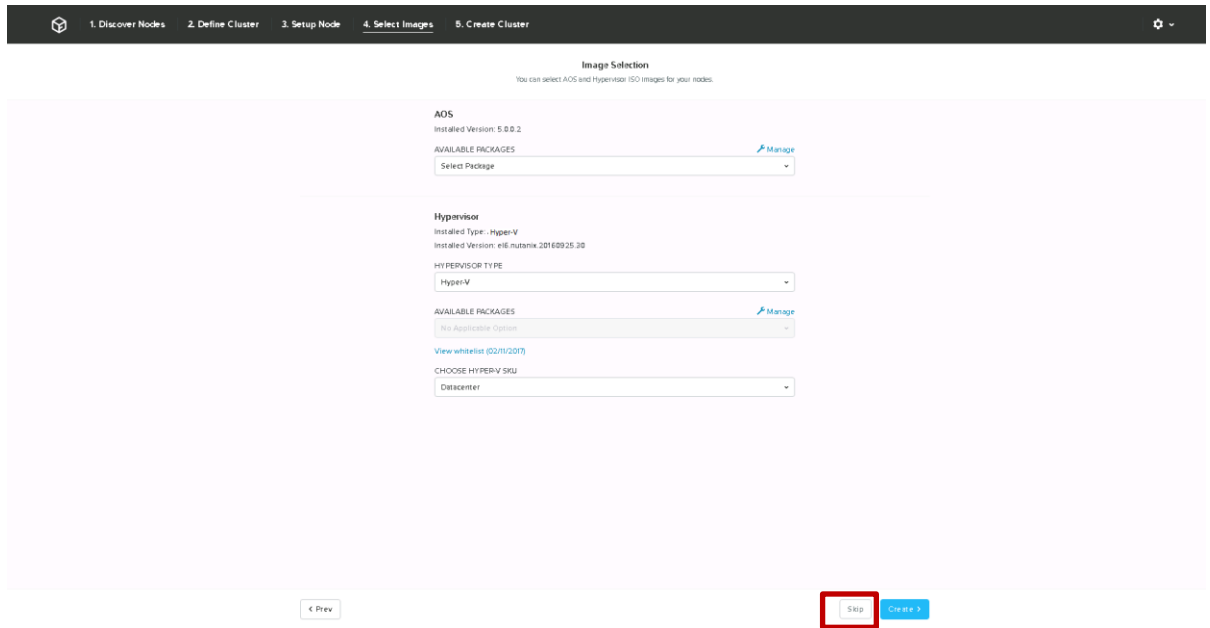 1. Discover Nodes 2. Define Cluster 3. Setup Node 4. Select Images 5. Create Cluster
Image Selection
You can select AOS and Hypervisor ISO images for your nodes.
AOS
Installed Version: 5.0.0.2
AVAILABLE PACKAGES Manage
Select Package
Hypervisor
Installed Type: . Hyper-V
Installed Version: el6.nutanix.20160925.30
HYPERVISOR TYPE
Hyper-V
AVAILABLE PACKAGES Manage
No Applicable Option
View whitelist (02/11/2017)
CHOOSE HYPER-V SKU
Datacenter
< Prev Skip Create >